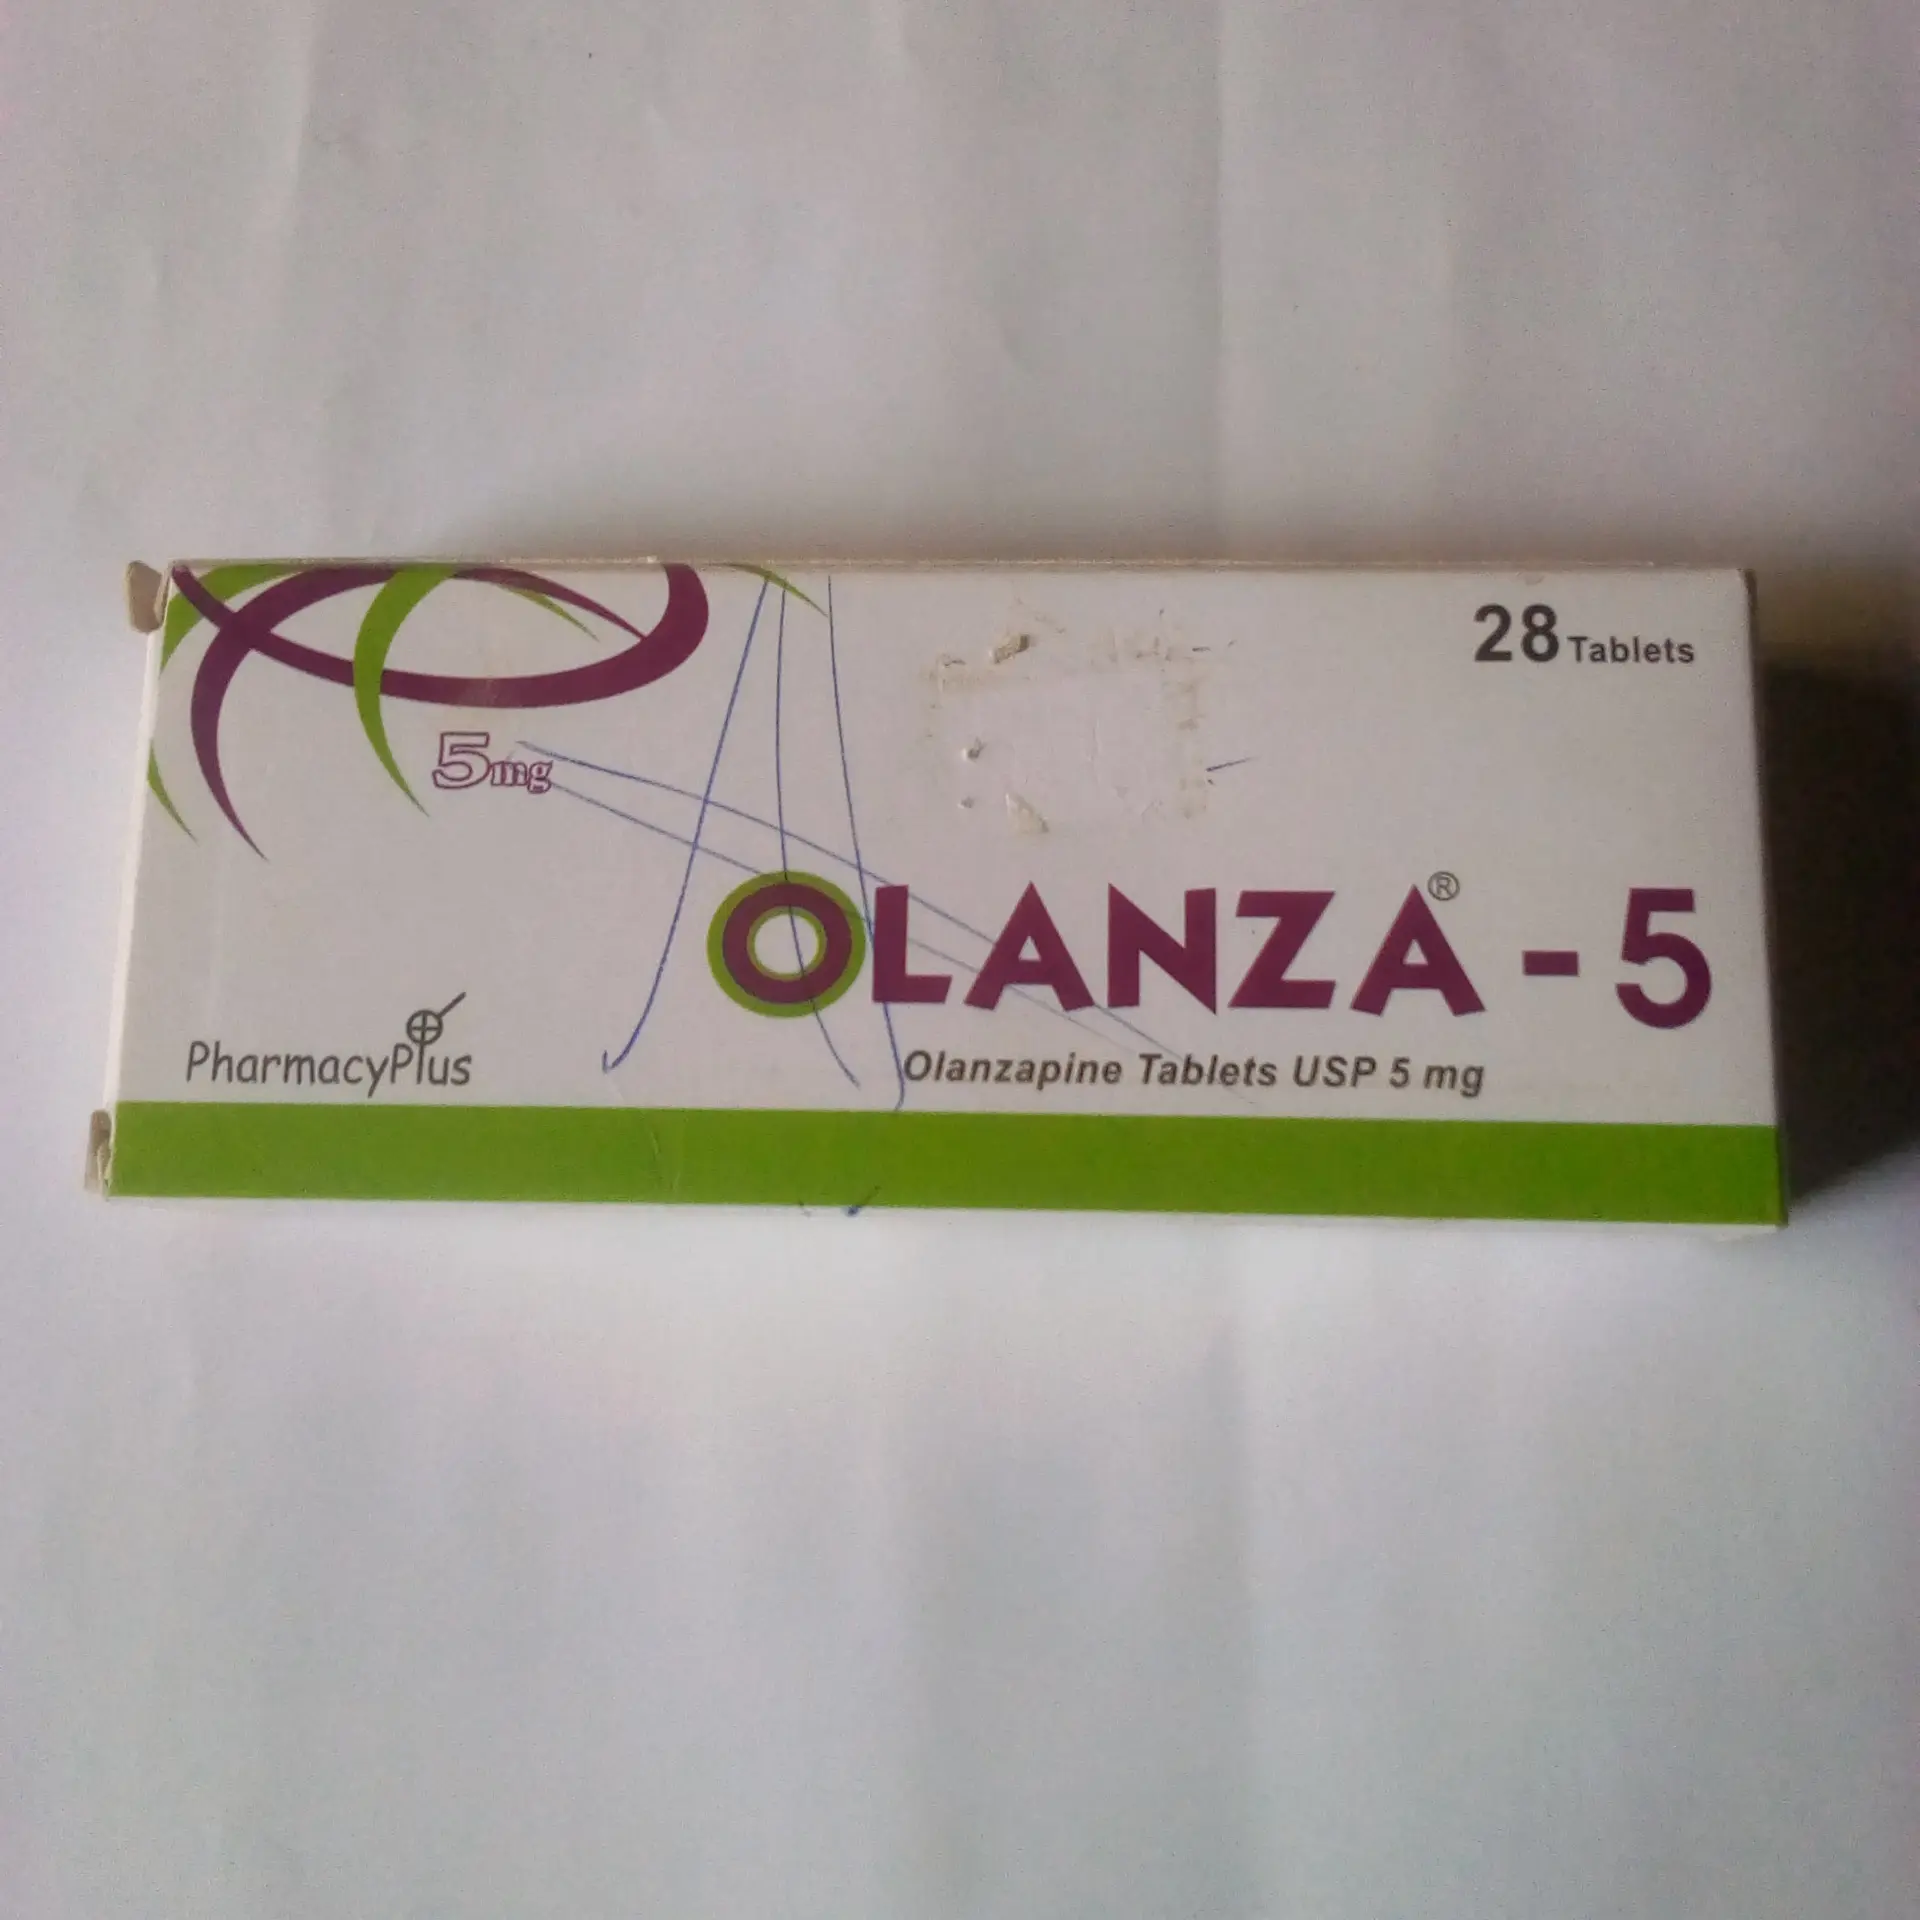 28 Tablets
5mg
OLANZA® - 5
PharmacyPlus
Olanzapine Tablets USP 5 mg